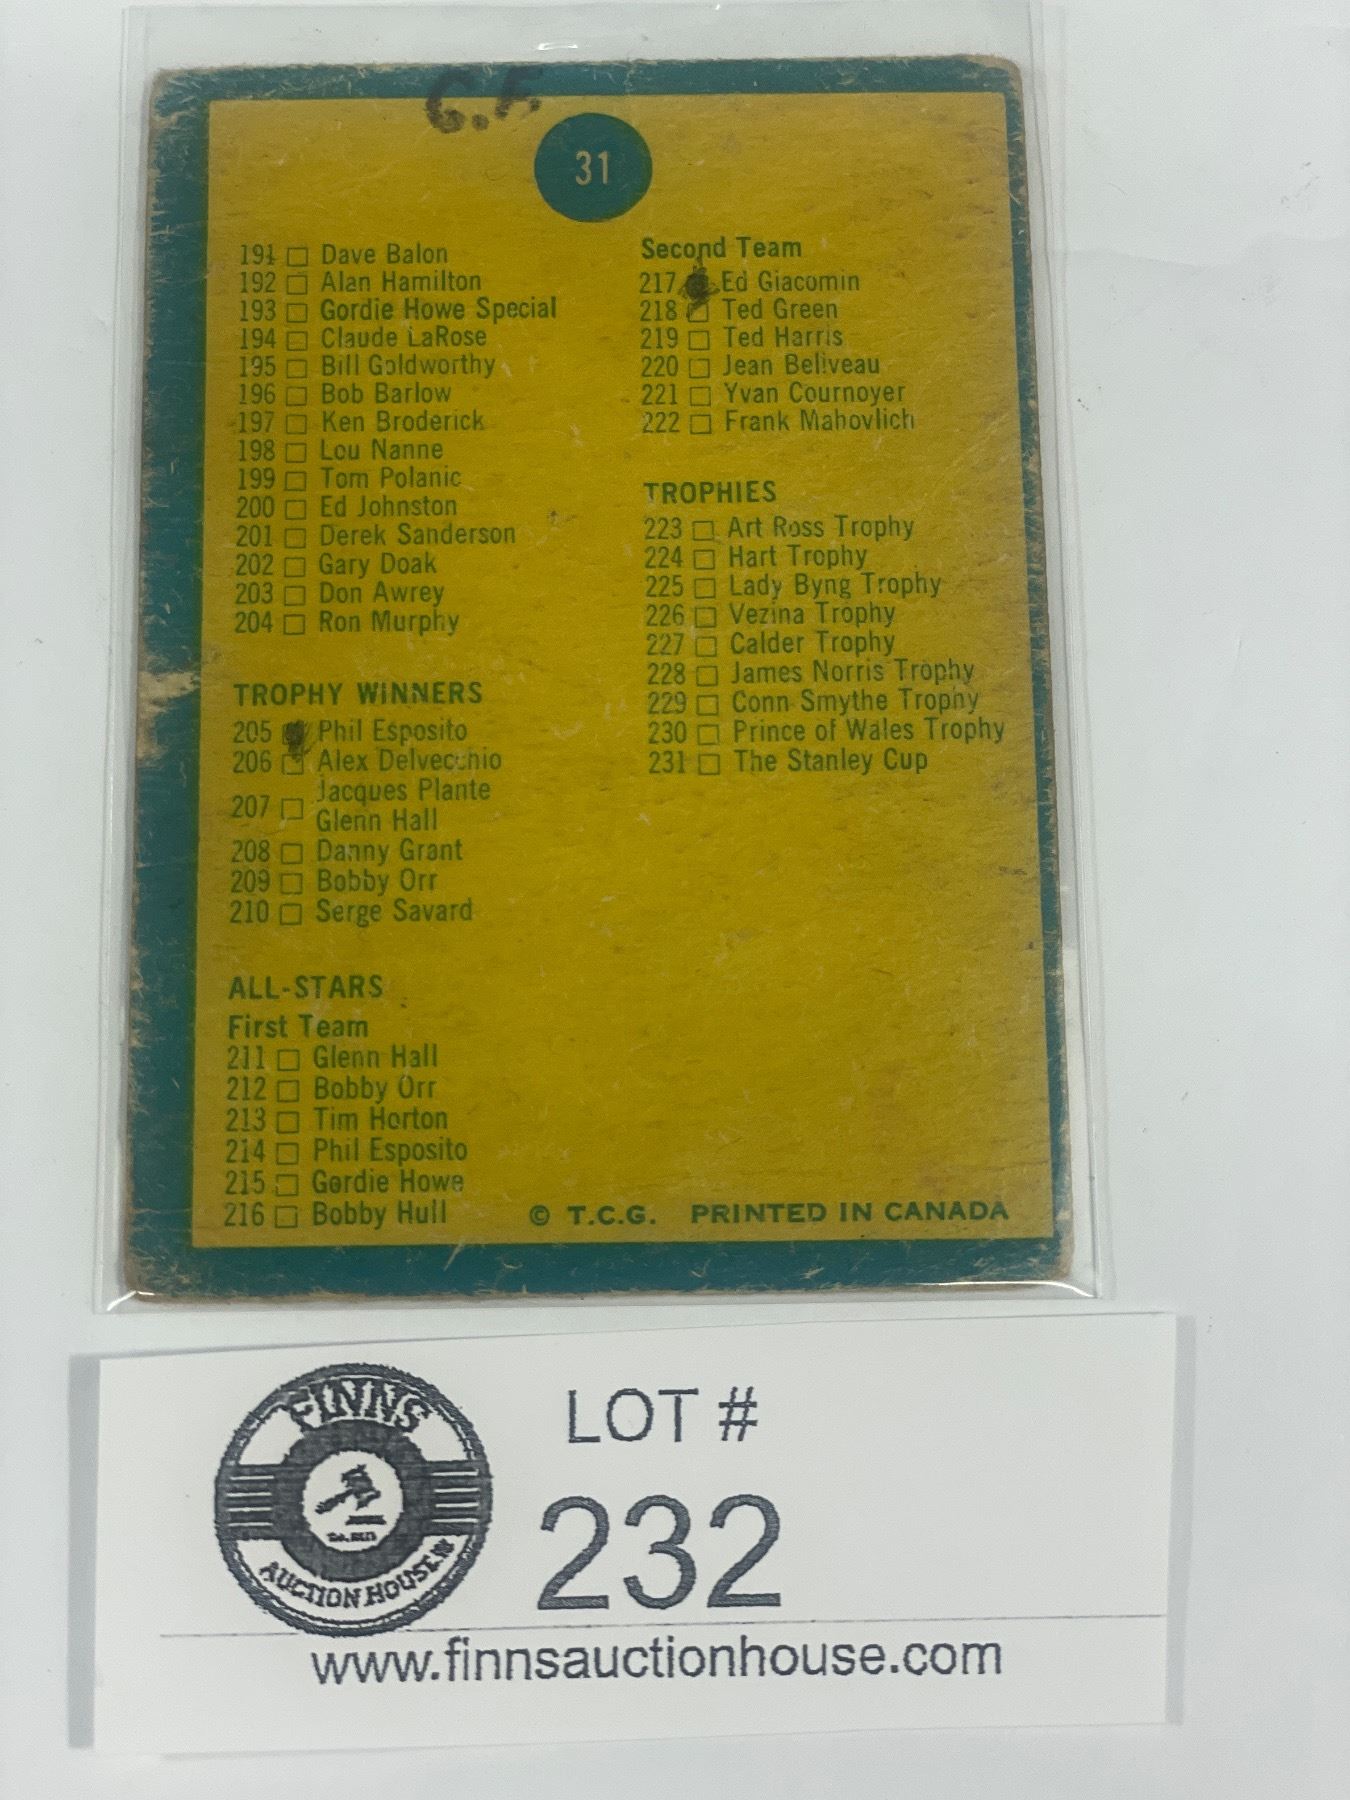 G.F.
31
191 Dave Balon
192 Alan Hamilton
193 Gordie Howe Special
194 Claude LaRose
195 Bill Goldworthy
196 Bob Barlow
197 Ken Broderick
198 Lou Nanne
199 Tom Polanic
200 Ed Johnston
201 Derek Sanderson
202 Gary Doak
203 Don Awrey
204 Ron Murphy
TROPHY WINNERS
205 Phil Esposito
206 Alex Delvecchio
207 Jacques Plante
Glenn Hall
208 Danny Grant
209 Bobby Orr
210 Serge Savard
ALL-STARS
First Team
211 Glenn Hall
212 Bobby Orr
213 Tim Horton
214 Phil Esposito
215 Gordie Howe
216 Bobby Hull
Second Team
217 Ed Giacomin
218 Ted Green
219 Ted Harris
220 Jean Beliveau
221 Yvan Cournoyer
222 Frank Mahovlich
TROPHIES
223 Art Ross Trophy
224 Hart Trophy
225 Lady Byng Trophy
226 Vezina Trophy
227 Calder Trophy
228 James Norris Trophy
229 Conn Smythe Trophy
230 Prince of Wales Trophy
231 The Stanley Cup
© T.C.G. PRINTED IN CANADA
FINNS
AUCTION HOUSE
LOT #
232
www.finnsauctionhouse.com